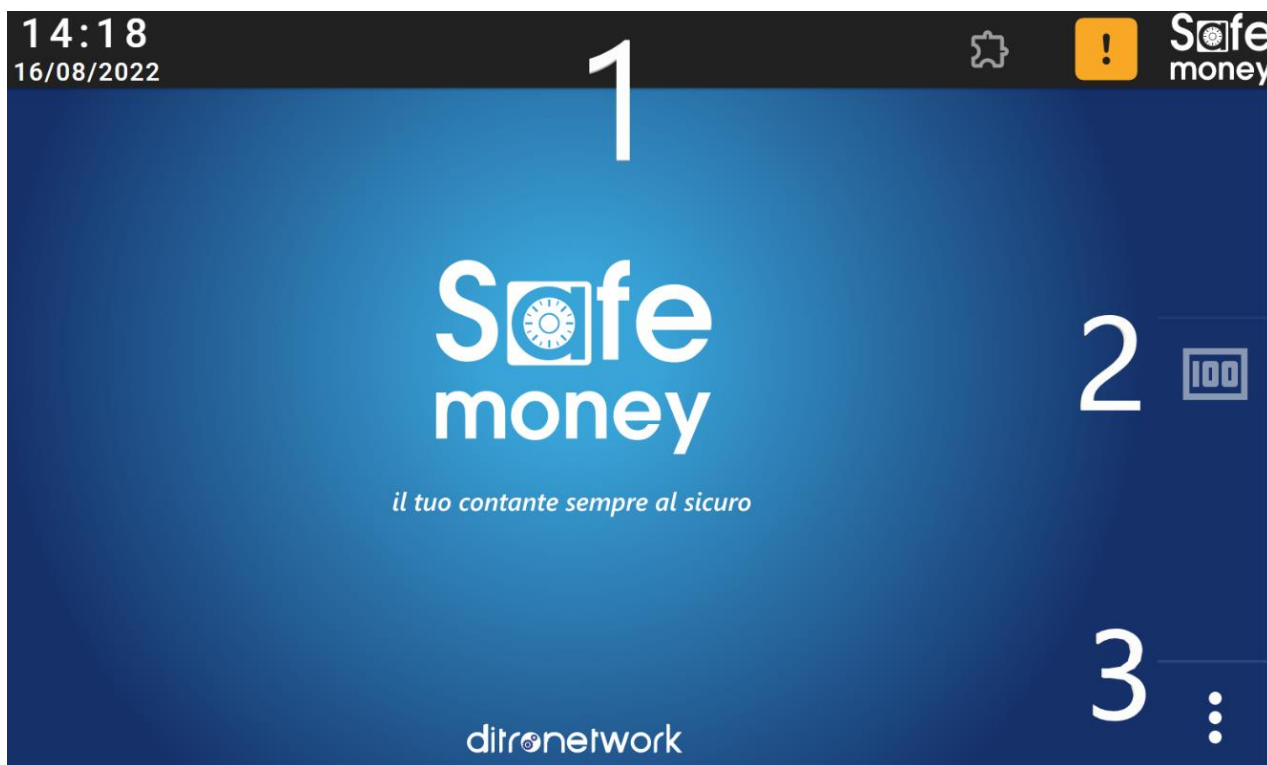 14:18
16/08/2022
1
!
Safe
money
Safe
money
il tuo contante sempre al sicuro
2
100
3
ditronetwork